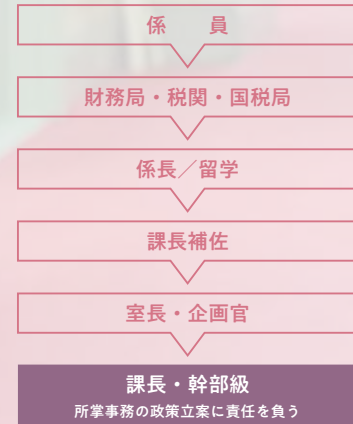 係　員
財務局・税関・国税局
係長／留学
課長補佐
室長・企画官
課長・幹部級
所掌事務の政策立案に責任を負う